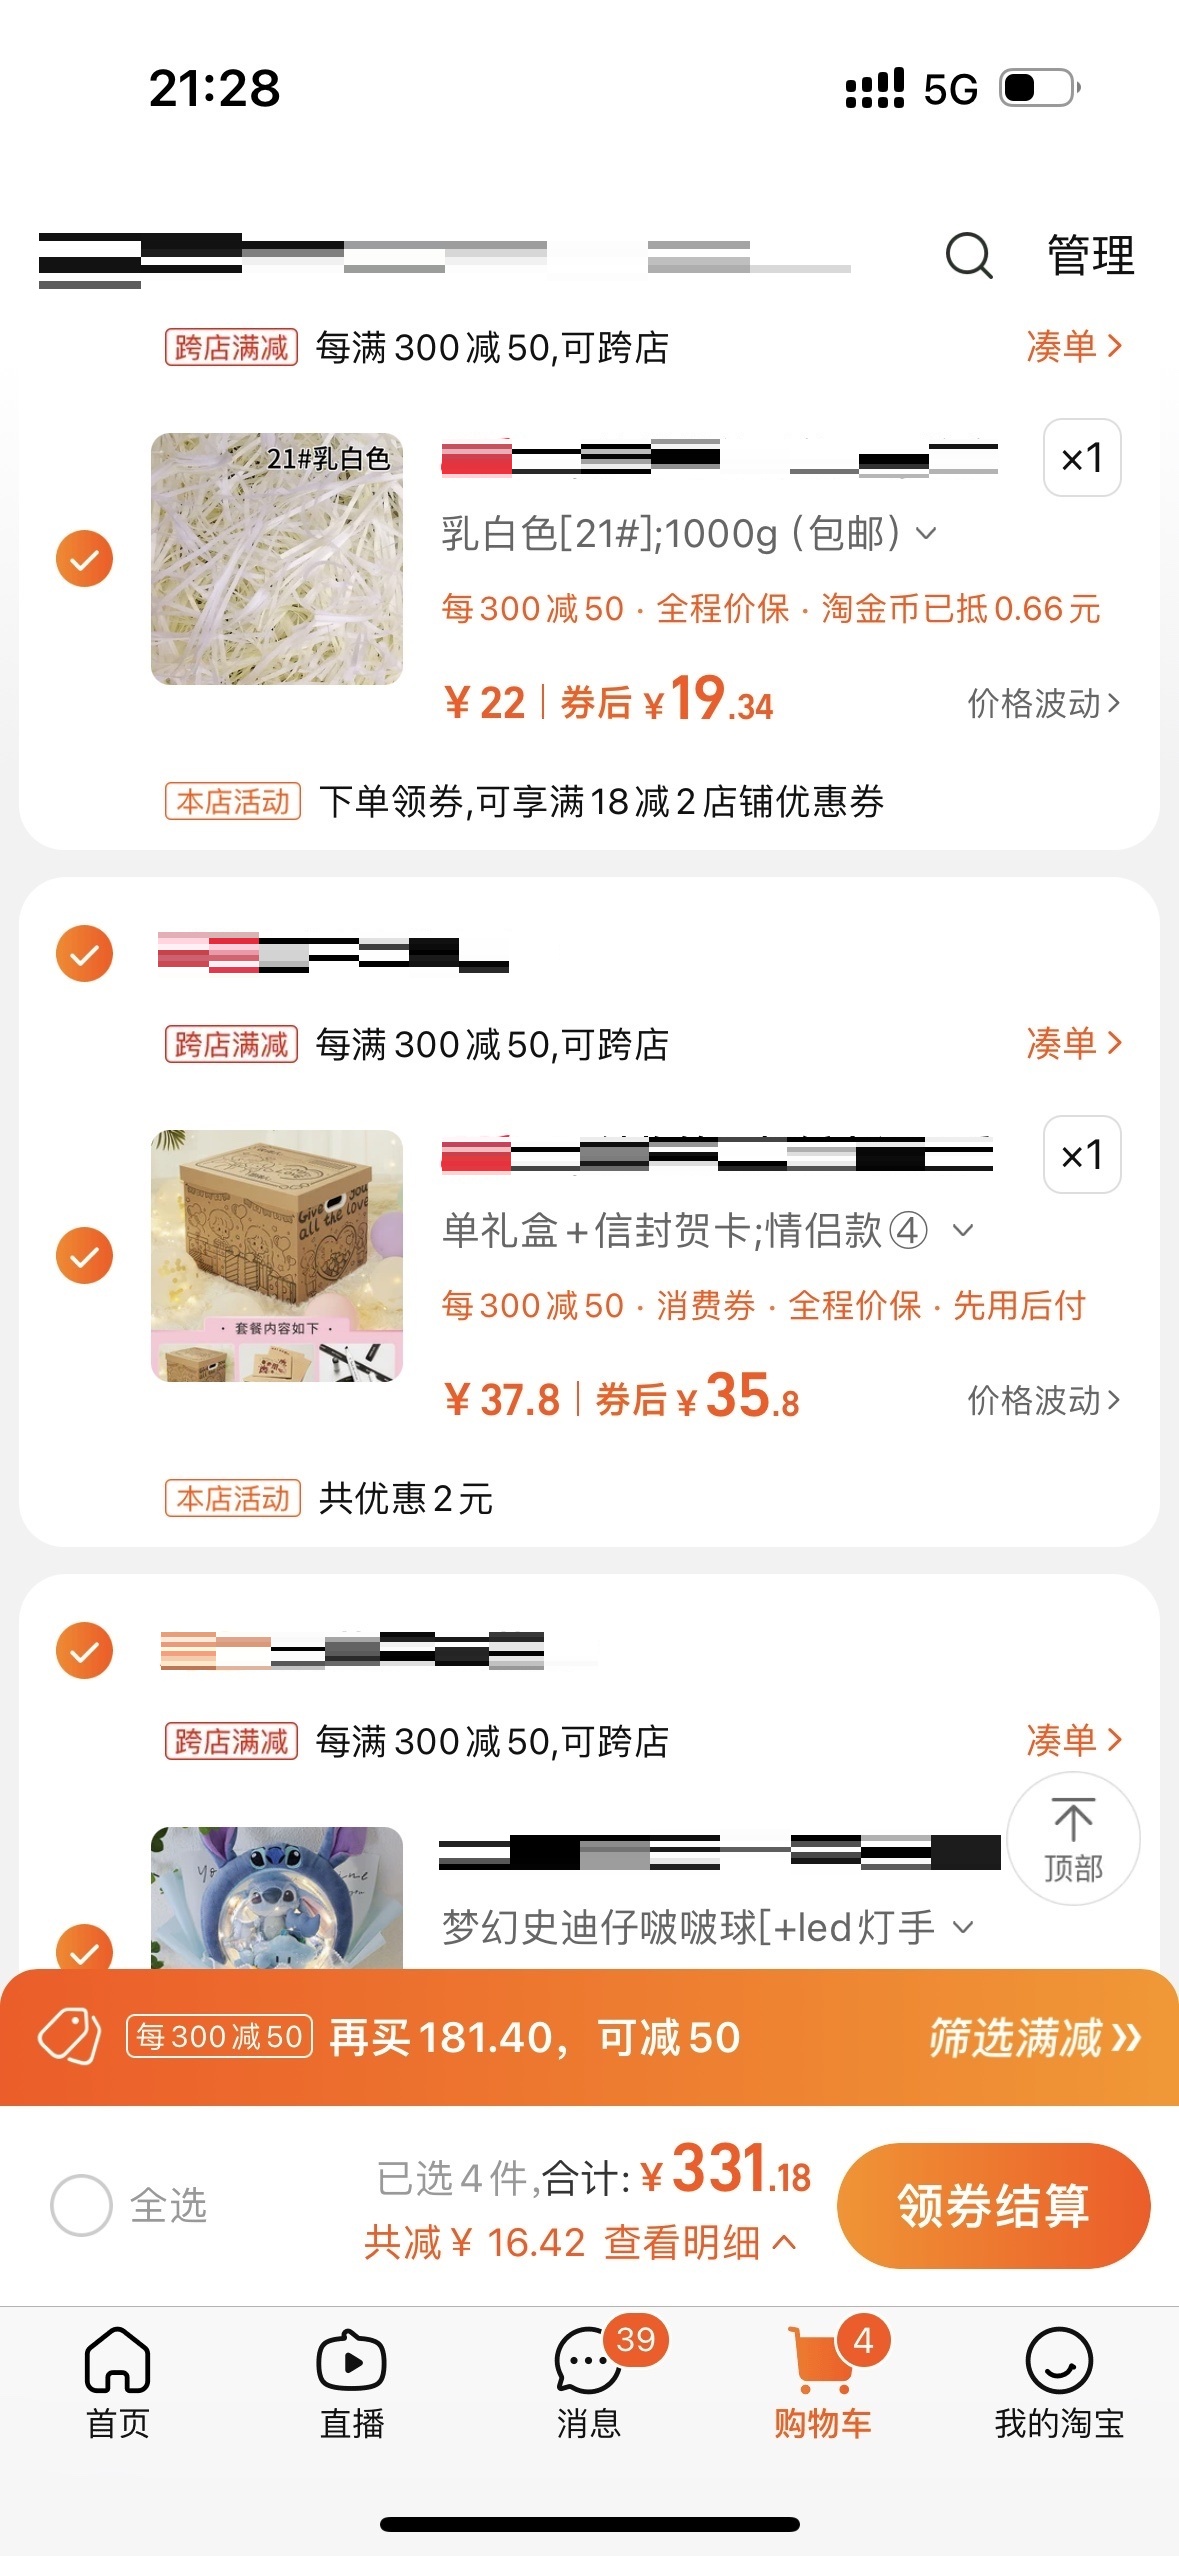 21:28
5G
管理
跨店满减 每满300减50,可跨店 凑单
21#乳白色
×1
乳白色[21#];1000g（包邮）
每300减50 · 全程价保 · 淘金币已抵0.66元
￥22 券后￥19.34 价格波动
本店活动 下单领券,可享满18减2店铺优惠券
跨店满减 每满300减50,可跨店 凑单
Give you
all the love
· 套餐内容如下 ·
×1
单礼盒+信封贺卡;情侣款④
每300减50 · 消费券 · 全程价保 · 先用后付
￥37.8 券后￥35.8 价格波动
本店活动 共优惠2元
跨店满减 每满300减50,可跨店 凑单
顶部
梦幻史迪仔啵啵球[+led灯手
每300减50 再买181.40，可减50 筛选满减
全选 已选4件,合计:￥331.18 领券结算
共减￥16.42 查看明细
39 4
首页 直播 消息 购物车 我的淘宝